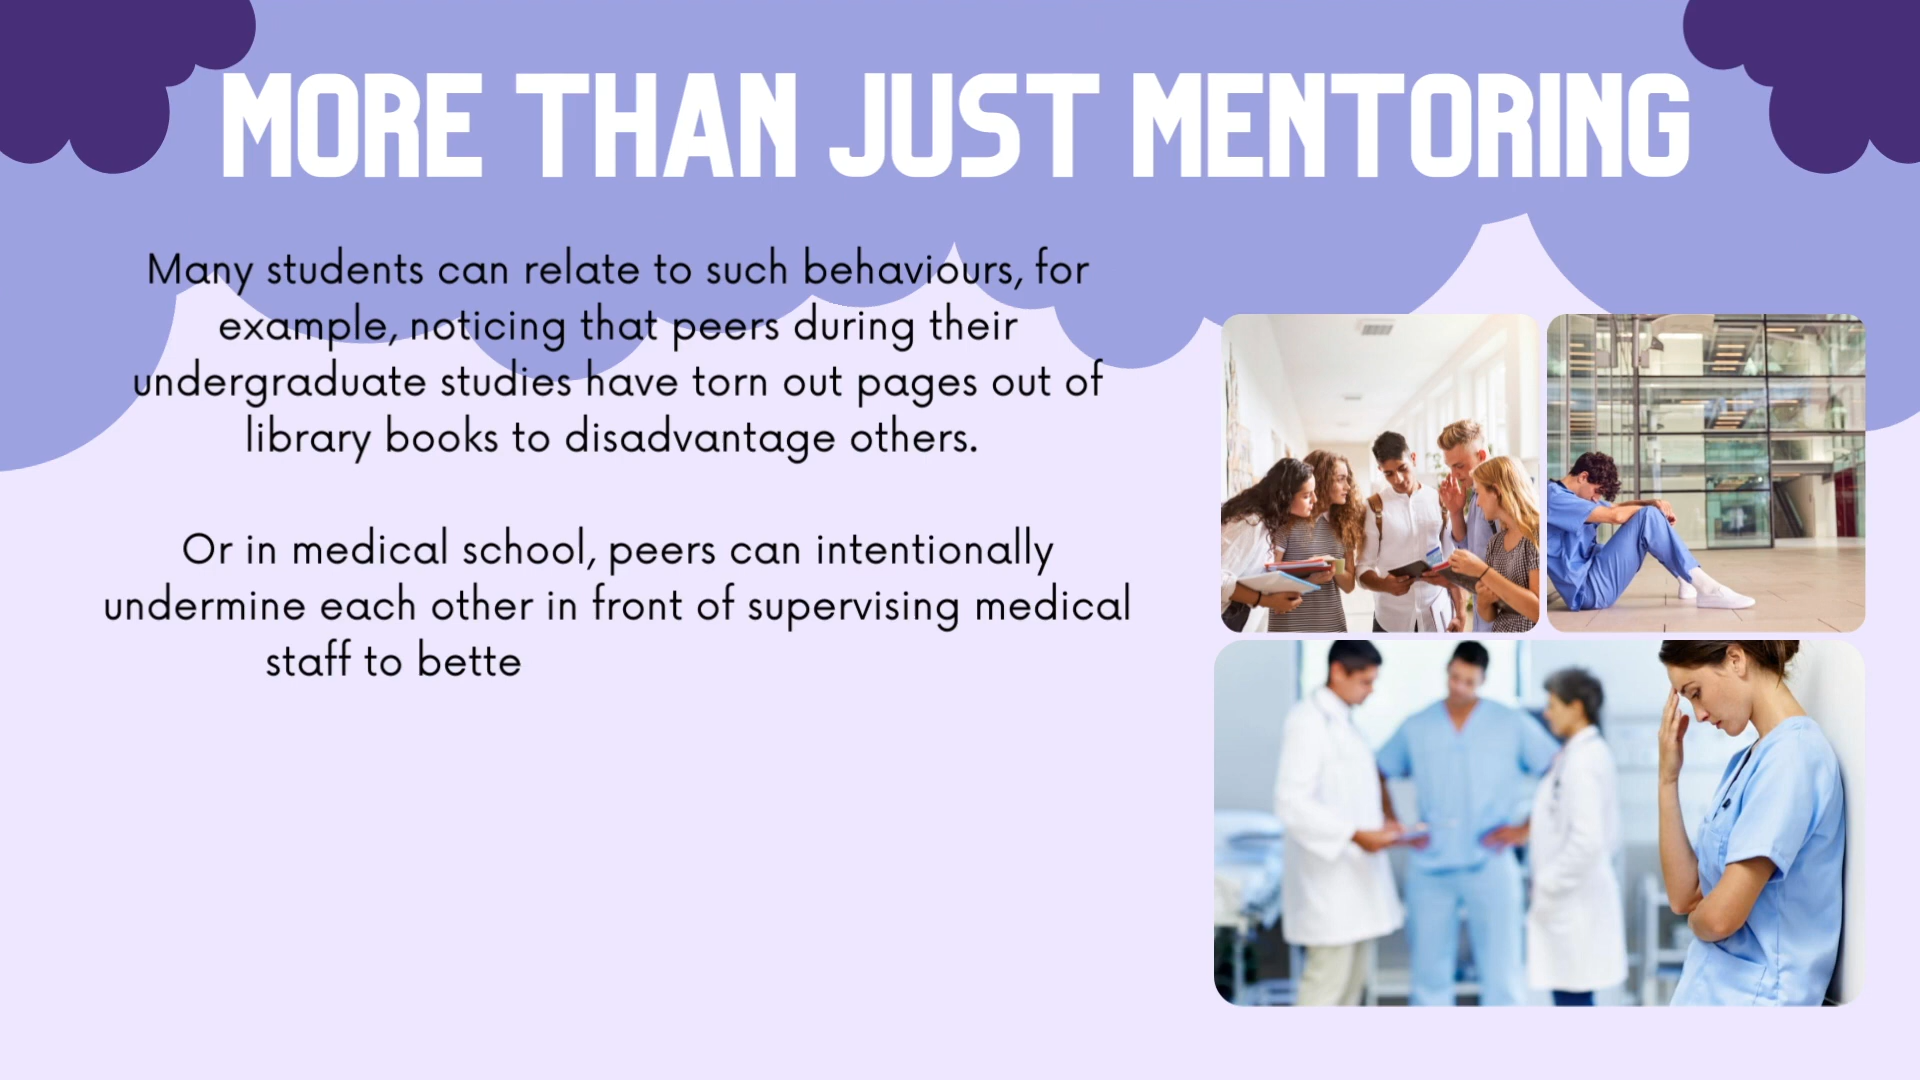 MORE THAN JUST MENTORING
Many students can relate to such behaviours, for
example, noticing that peers during their
undergraduate studies have torn out pages out of
library books to disadvantage others.
Or in medical school, peers can intentionally
undermine each other in front of supervising medical
staff to bette